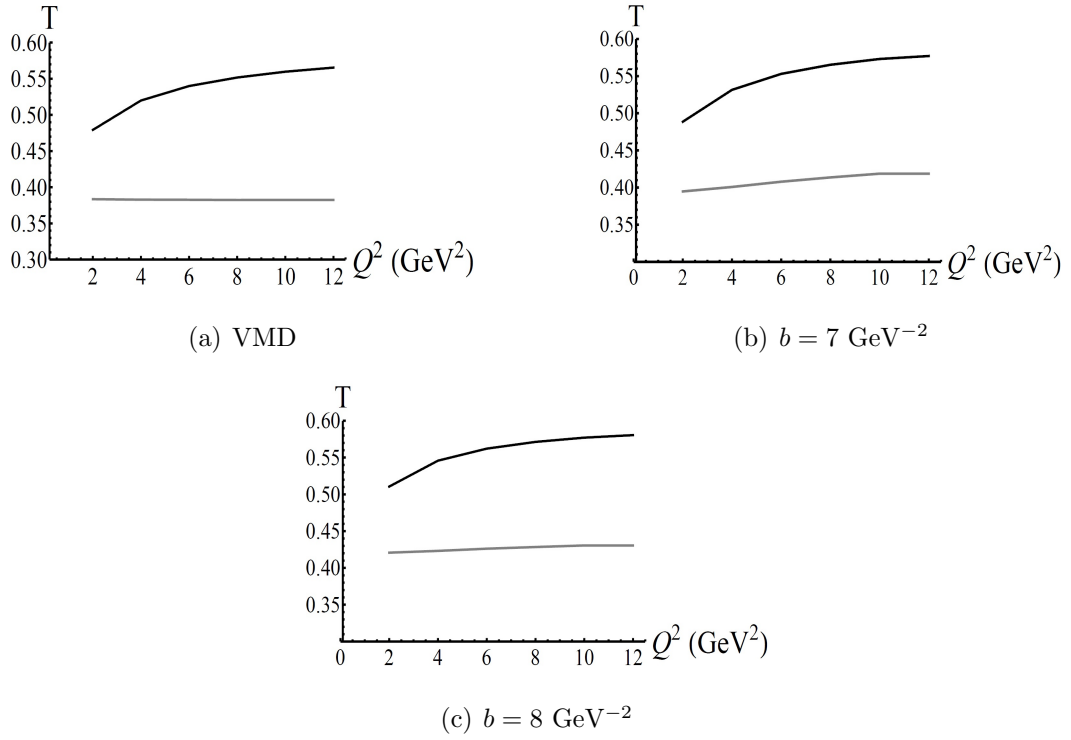 T
0.60
0.55
0.50
0.45
0.40
0.35
0.30
2 4 6 8 10 12
Q² (GeV²)
(a) VMD
T
0.60
0.55
0.50
0.45
0.40
0.35
0 2 4 6 8 10 12
Q² (GeV²)
(b) b = 7 GeV⁻²
T
0.60
0.55
0.50
0.45
0.40
0.35
0 2 4 6 8 10 12
Q² (GeV²)
(c) b = 8 GeV⁻²